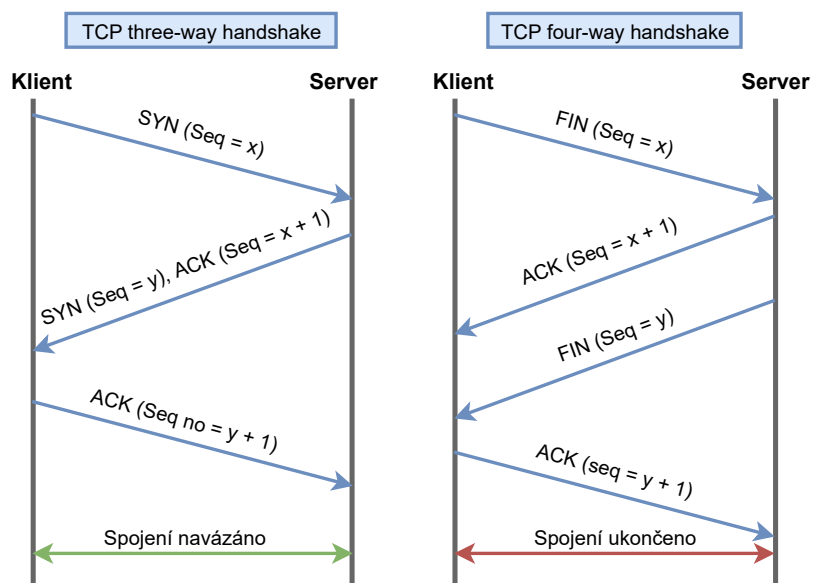 TCP three-way handshake
Klient
Server
SYN (Seq = x)
SYN (Seq = y), ACK (Seq = x + 1)
ACK (Seq no = y + 1)
Spojení navázáno
TCP four-way handshake
Klient
Server
FIN (Seq = x)
ACK (Seq = x + 1)
FIN (Seq = y)
ACK (seq = y + 1)
Spojení ukončeno